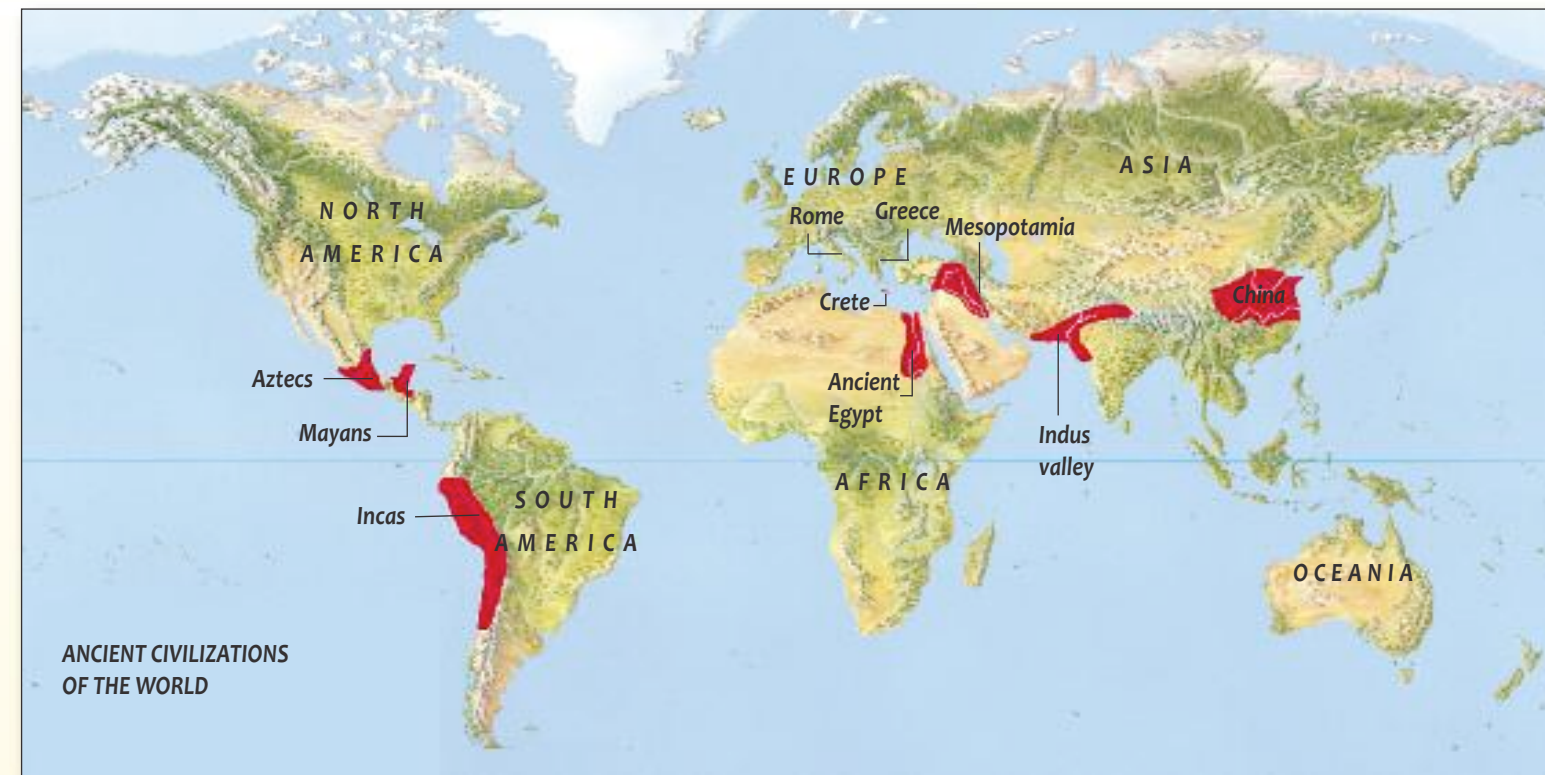 NORTH
AMERICA
EUROPE
ASIA
Rome
Greece
Mesopotamia
Crete
China
Aztecs
Mayans
Ancient
Egypt
Indus
valley
AFRICA
Incas
SOUTH
AMERICA
OCEANIA
ANCIENT CIVILIZATIONS
OF THE WORLD